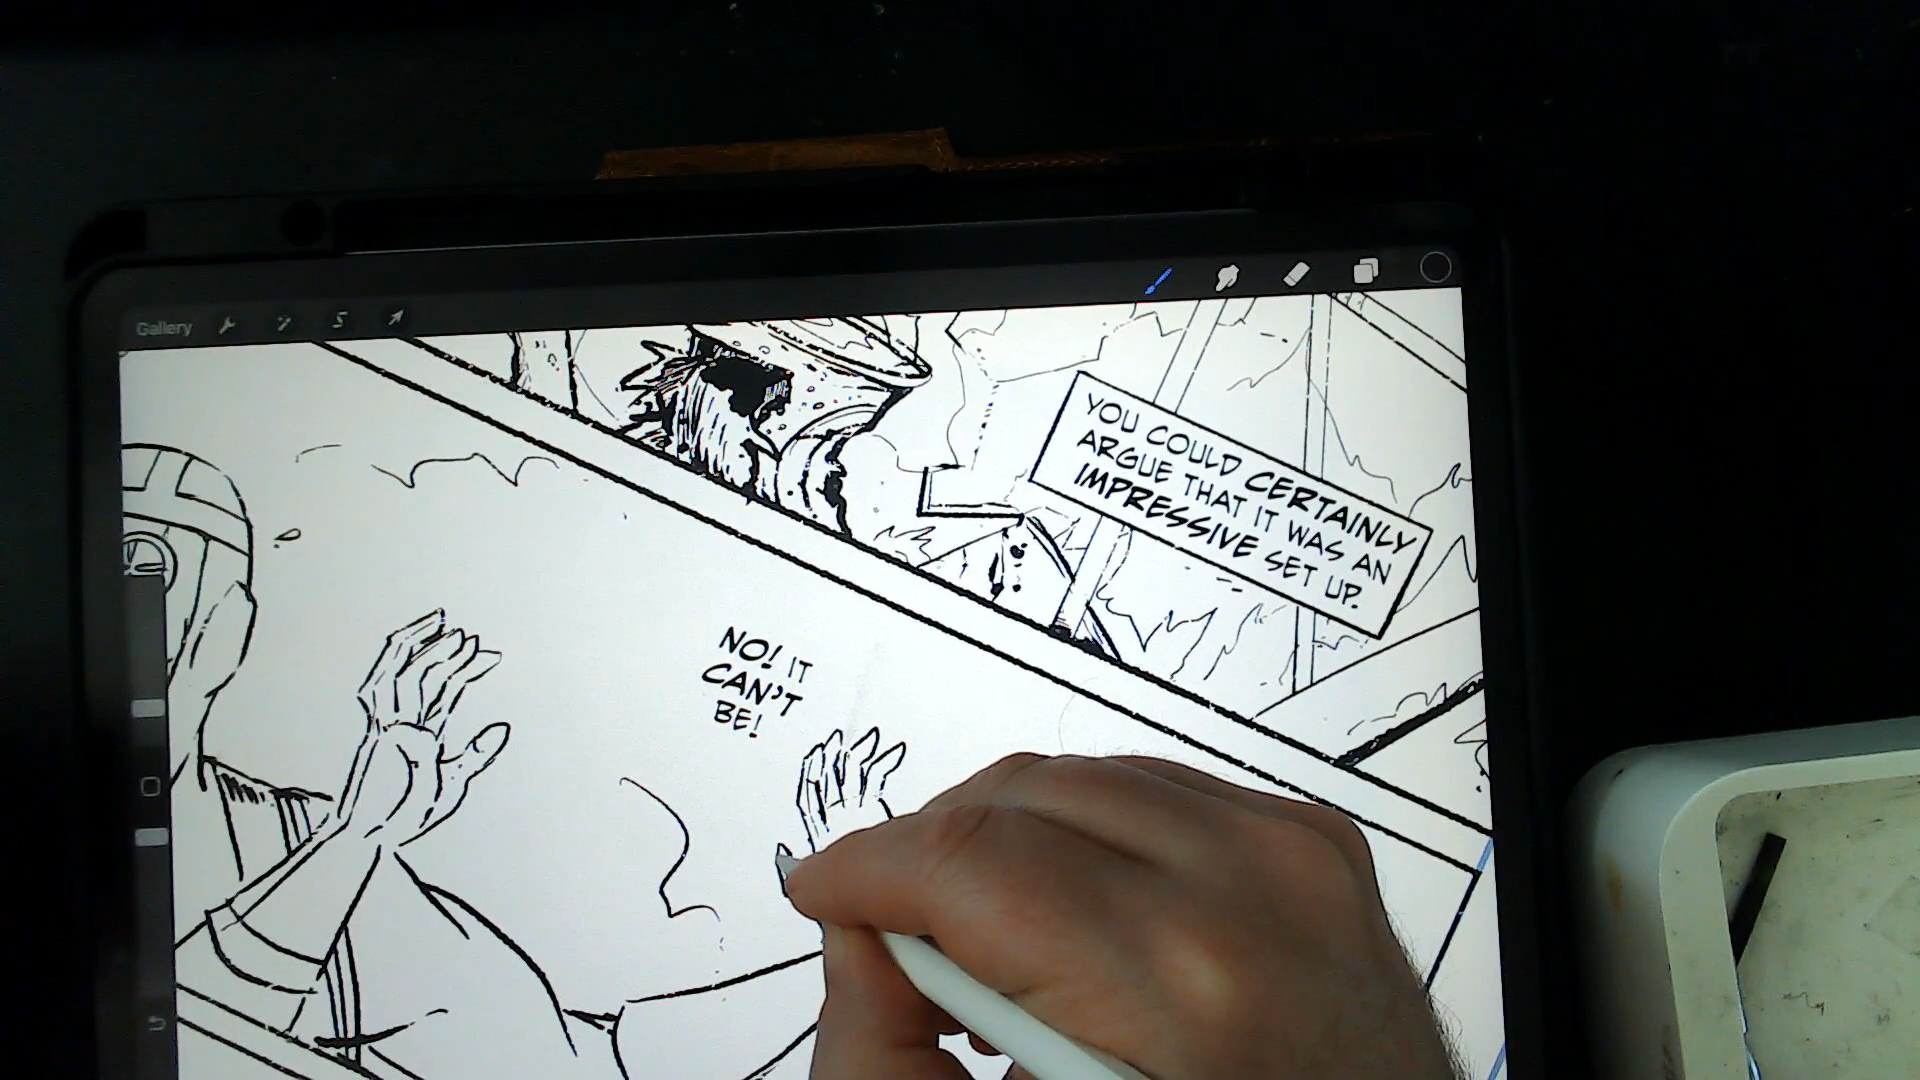 Gallery
YOU COULD CERTAINLY
ARGUE THAT IT WAS AN
IMPRESSIVE SET UP.
NO! IT
CAN'T
BE!